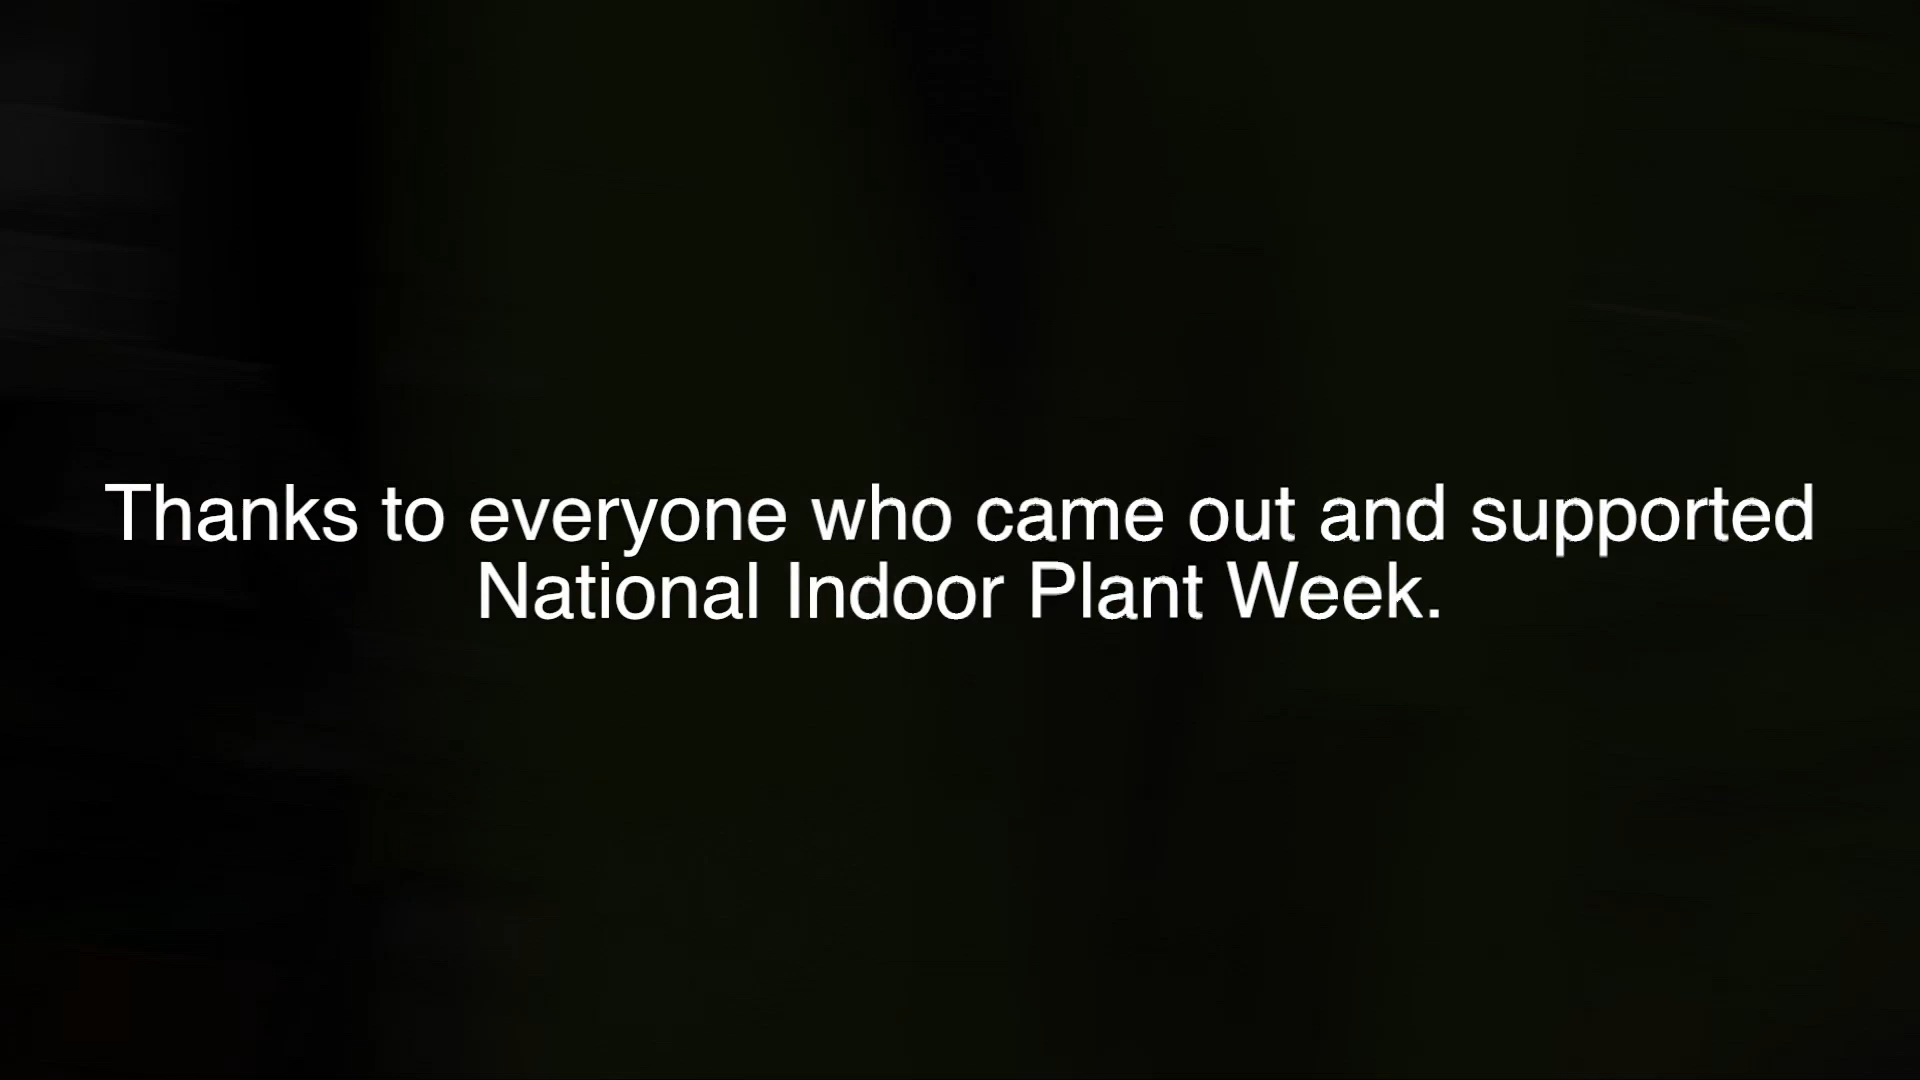 Thanks to everyone who came out and supported
National Indoor Plant Week.